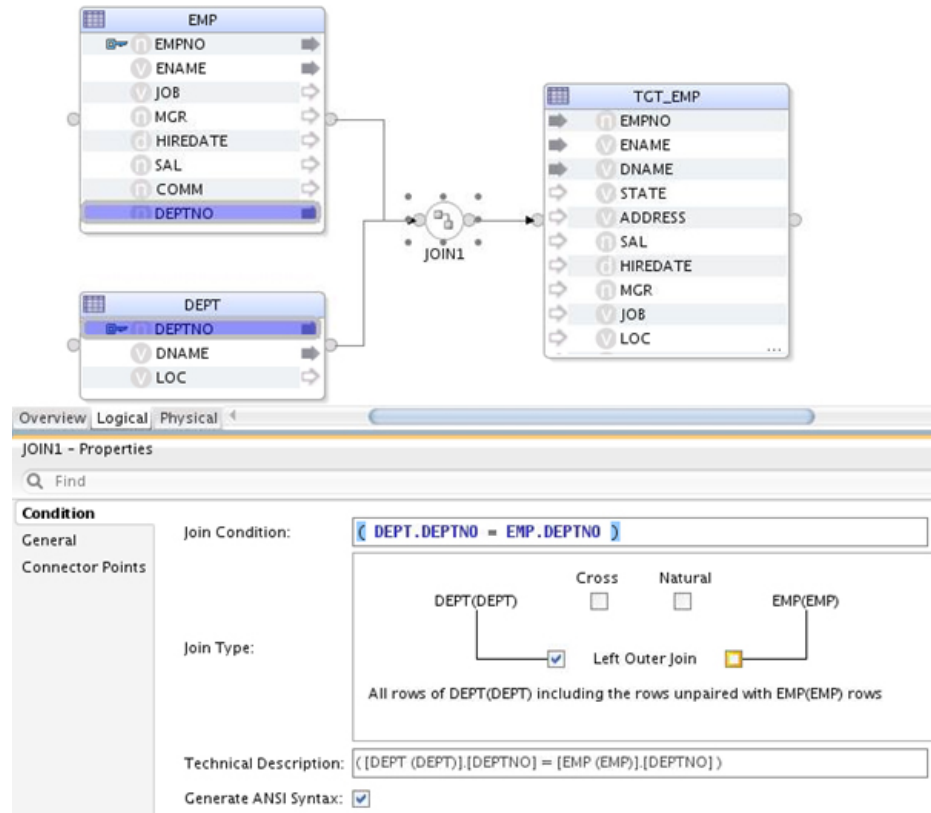 EMP
EMPNO
ENAME
JOB
MGR
HIREDATE
SAL
COMM
DEPTNO
TGT_EMP
EMPNO
ENAME
DNAME
STATE
ADDRESS
SAL
HIREDATE
MGR
JOB
LOC
...
JOIN1
DEPT
DEPTNO
DNAME
LOC
Overview Logical Physical
JOIN1 - Properties
Find
Condition
General
Connector Points
Join Condition: ( DEPT.DEPTNO = EMP.DEPTNO )
Cross Natural
DEPT(DEPT) EMP(EMP)
Join Type: Left Outer Join
All rows of DEPT(DEPT) including the rows unpaired with EMP(EMP) rows
Technical Description: ( [DEPT (DEPT)].[DEPTNO] = [EMP (EMP)].[DEPTNO] )
Generate ANSI Syntax: